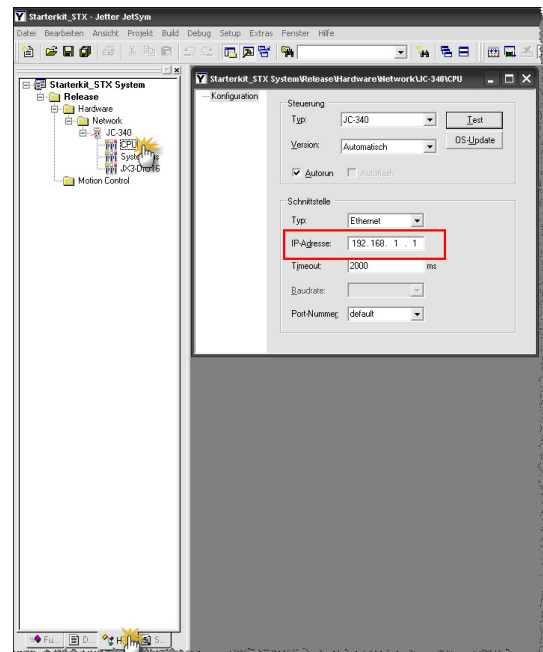 Starterkit_STX - Jetter JetSym
Datei Bearbeiten Ansicht Projekt Build Debug Setup Extras Fenster Hilfe
Starterkit_STX System
Release
Hardware
Network
JC-340
CPU
Motion Control
Starterkit_STX System\Release\Hardware\Network\JC-340\CPU
Konfiguration
Steuerung
Typ: JC-340 Test
Version: Automatisch OS-Update
Autorun Autoflash
Schnittstelle
Typ: Ethernet
IP-Adresse: 192.168. 1 . 1
Timeout: 2000 ms
Baudrate:
Port-Nummer: default
Fu... D... S...